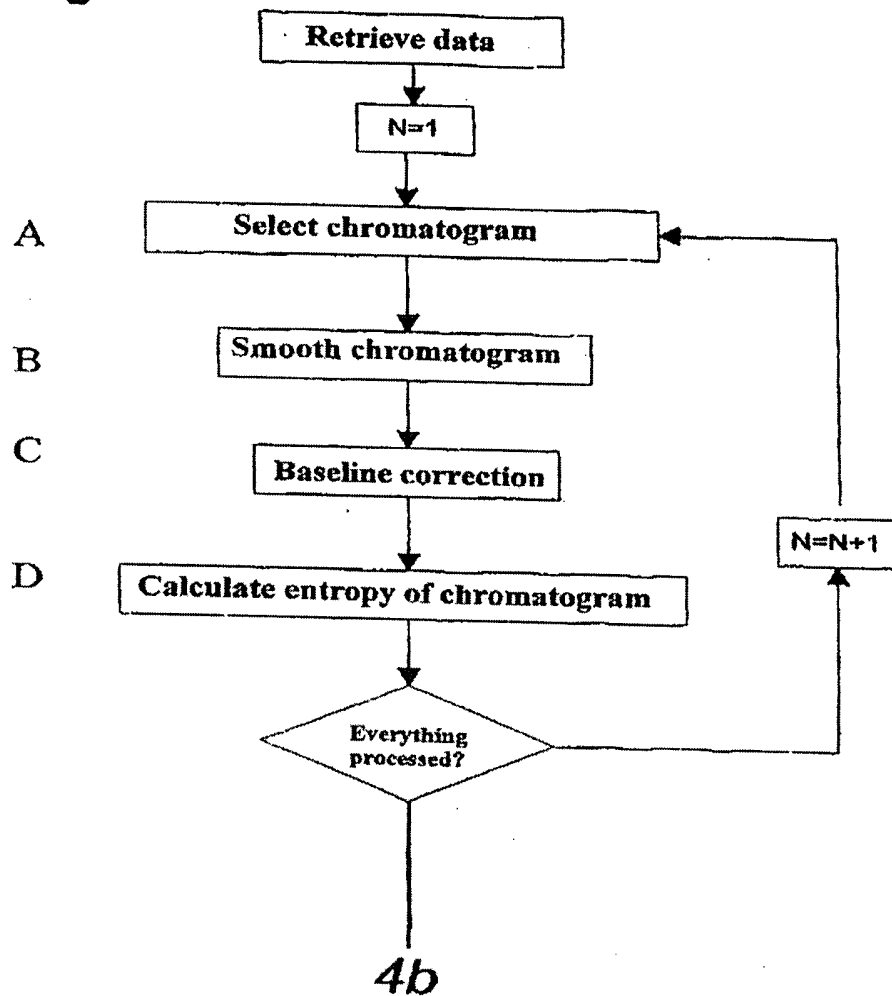 Retrieve data
N=1
A
Select chromatogram
B
Smooth chromatogram
C
Baseline correction
N=N+1
D
Calculate entropy of chromatogram
Everything
processed?
4b